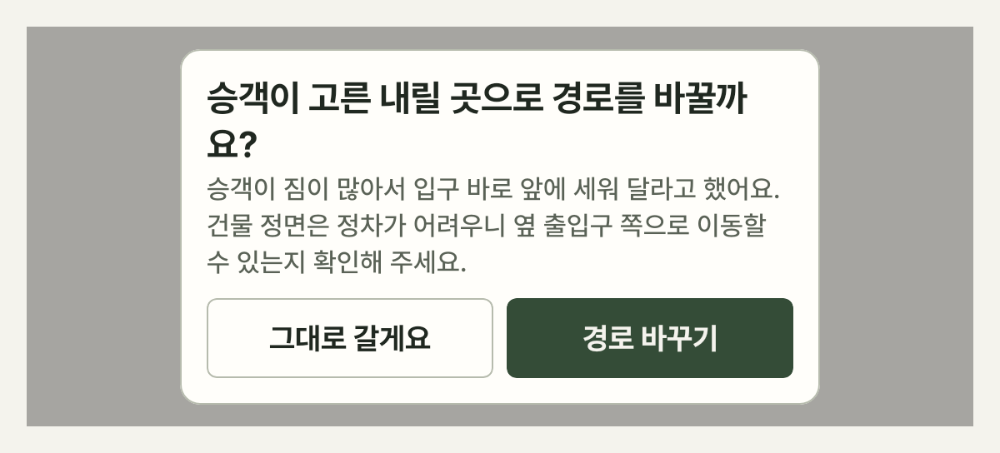 승객이 고른 내릴 곳으로 경로를 바꿀까
요?
승객이 짐이 많아서 입구 바로 앞에 세워 달라고 했어요.
건물 정면은 정차가 어려우니 옆 출입구 쪽으로 이동할
수 있는지 확인해 주세요.
그대로 갈게요
경로 바꾸기